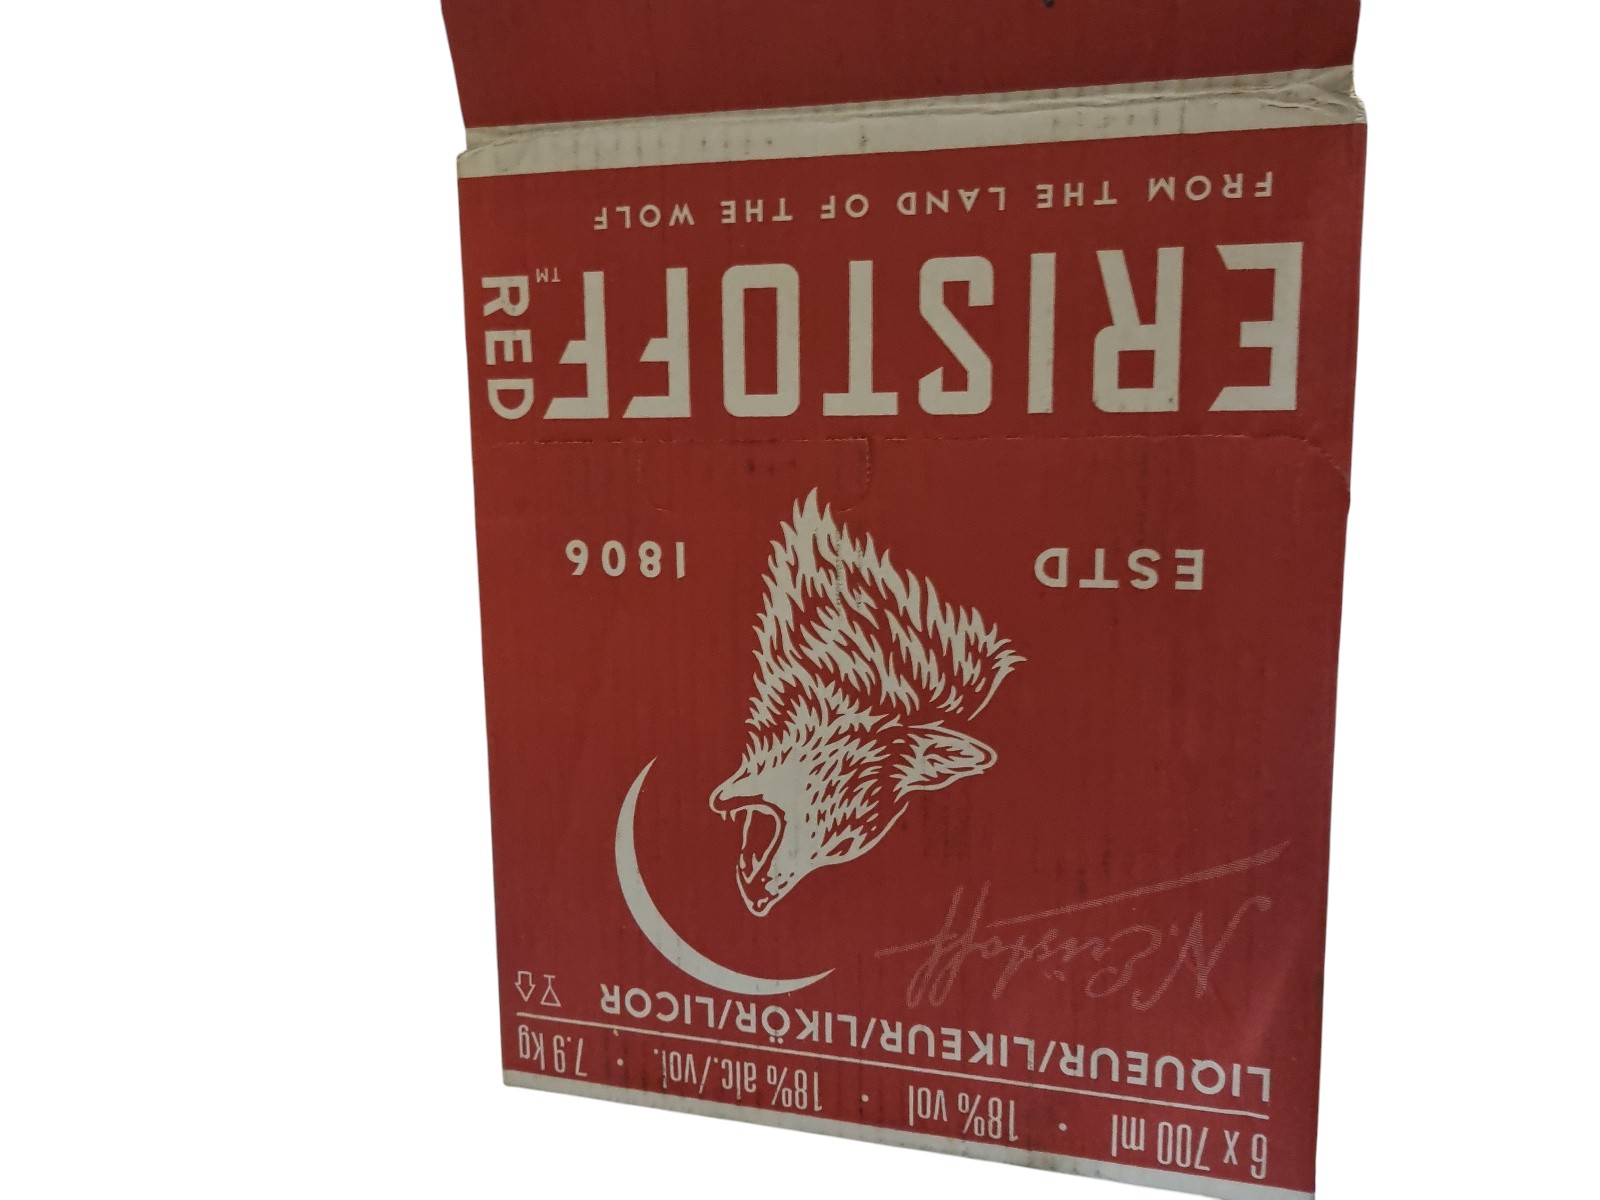 FROM THE LAND OF THE WOLF
ERISTOFF™
RED
ESTD 1806
N. Eristoff
LIQUEUR/LIKEUR/LIKÖR/LICOR
6 x 700 ml · 18% vol · 18% alc./vol. · 7.9 kg